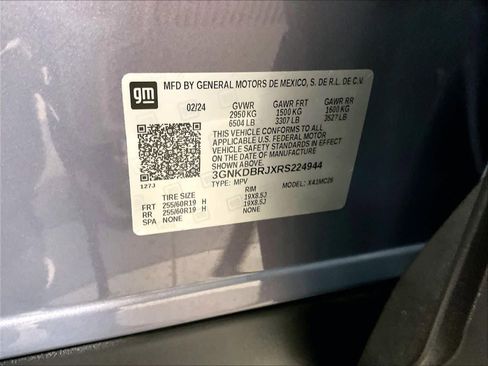 gm
MFD BY GENERAL MOTORS DE MEXICO, S. DE R.L. DE C.V.
02/24 GVWR GAWR FRT GAWR RR
2950 KG 1500 KG 1600 KG
6504 LB 3307 LB 3527 LB
THIS VEHICLE CONFORMS TO ALL
APPLICABLE U.S. FEDERAL MOTOR
VEHICLE SAFETY STANDARDS IN EFFECT
ON THE DATE OF MANUFACTURE SHOWN ABOVE.
3GNKDBRJXRS224944
127J
TYPE: MPV MODEL: X41MC26
RIM
FRT 255/60R19 H 19X8.5J
RR 255/60R19 H 19X8.5J
SPA NONE NONE